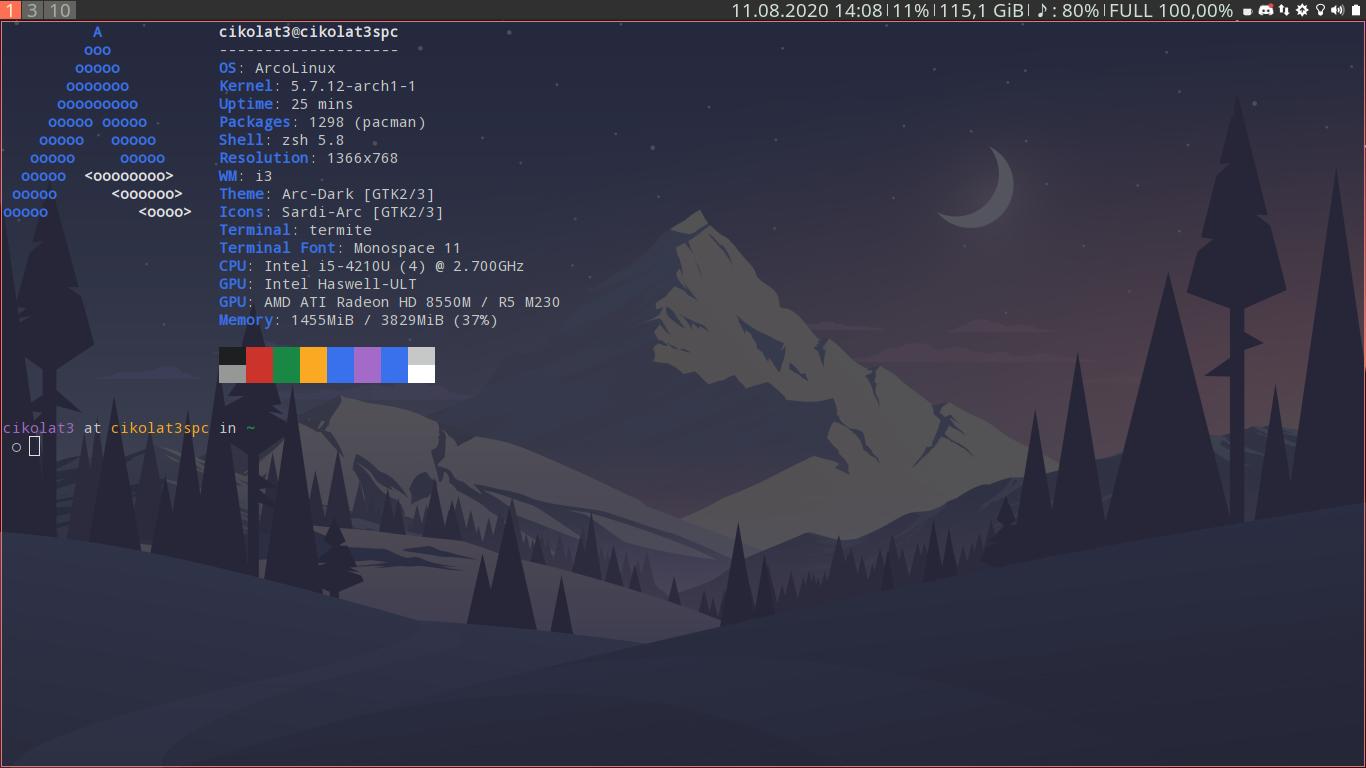 1 3 10
11.08.2020 14:08|11%|115,1 GiB|♪: 80%|FULL 100,00%
A
ooo
ooooo
ooooooo
ooooooooo
ooooo ooooo
ooooo ooooo
ooooo ooooo
ooooo <oooooooo>
ooooo <oooooo>
ooooo <oooo>
cikolat3@cikolat3spc
--------------------
OS: ArcoLinux
Kernel: 5.7.12-arch1-1
Uptime: 25 mins
Packages: 1298 (pacman)
Shell: zsh 5.8
Resolution: 1366x768
WM: i3
Theme: Arc-Dark [GTK2/3]
Icons: Sardi-Arc [GTK2/3]
Terminal: termite
Terminal Font: Monospace 11
CPU: Intel i5-4210U (4) @ 2.700GHz
GPU: Intel Haswell-ULT
GPU: AMD ATI Radeon HD 8550M / R5 M230
Memory: 1455MiB / 3829MiB (37%)
cikolat3 at cikolat3spc in ~
○